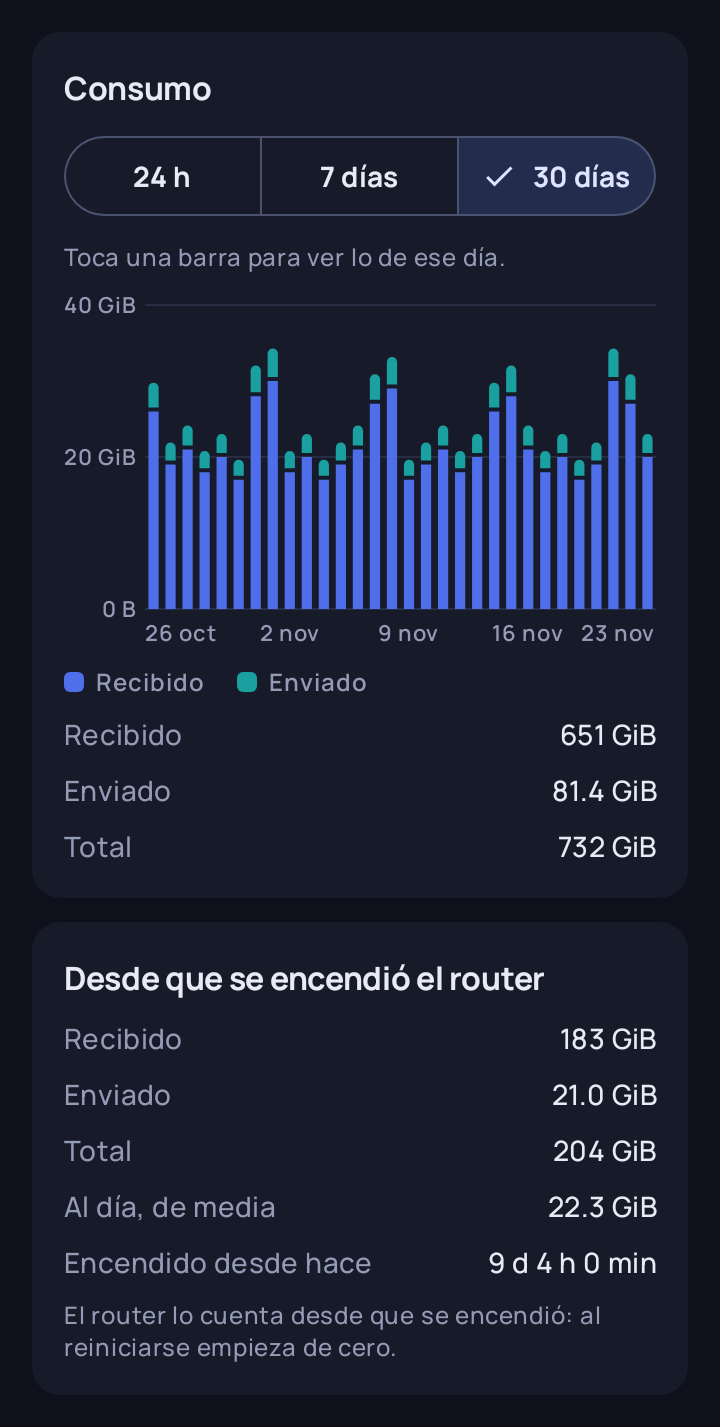 Consumo
24 h
7 días
30 días
Toca una barra para ver lo de ese día.
40 GiB
20 GiB
0 B
26 oct 2 nov 9 nov 16 nov 23 nov
Recibido Enviado
Recibido 651 GiB
Enviado 81.4 GiB
Total 732 GiB
Desde que se encendió el router
Recibido 183 GiB
Enviado 21.0 GiB
Total 204 GiB
Al día, de media 22.3 GiB
Encendido desde hace 9 d 4 h 0 min
El router lo cuenta desde que se encendió: al
reiniciarse empieza de cero.